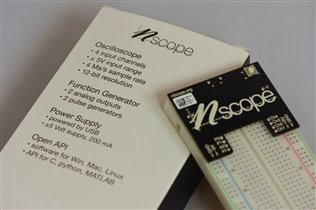 nscope
Oscilloscope
• 4 input channels
• ± 5V input range
• 4 Ms/s sample rate
• 12-bit resolution
Function Generator
• 2 analog outputs
• 2 pulse generators
Power Supply
• powered by USB
• ±5 Volt supply, 200 mA
Open API
• software for Win, Mac, Linux
• API for C, python, MATLAB
nScope.org
nscope